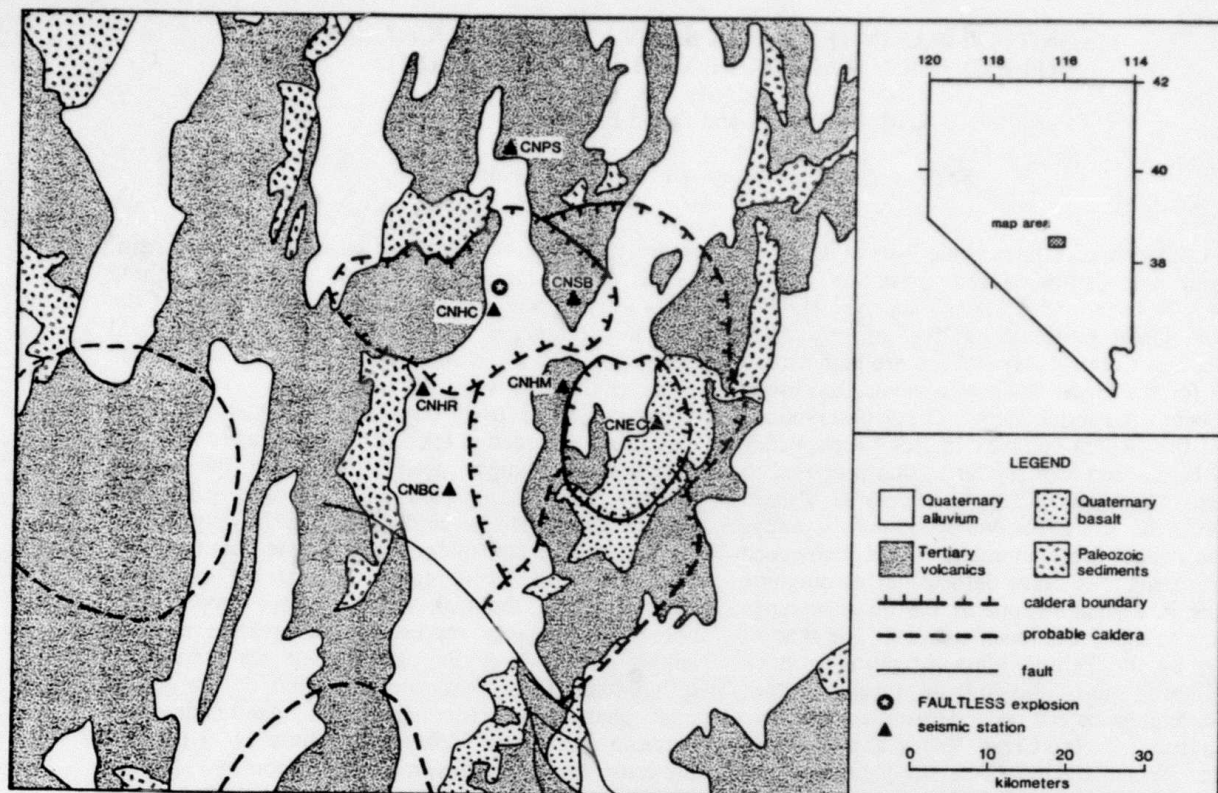 CNPS
CNSB
CNHC
CNHR
CNHM
CNEC
CNBC
120
118
116
114
42
40
38
map area
LEGEND
Quaternary
alluvium
Quaternary
basalt
Tertiary
volcanics
Paleozoic
sediments
caldera boundary
probable caldera
fault
FAULTLESS explosion
seismic station
0 10 20 30
kilometers